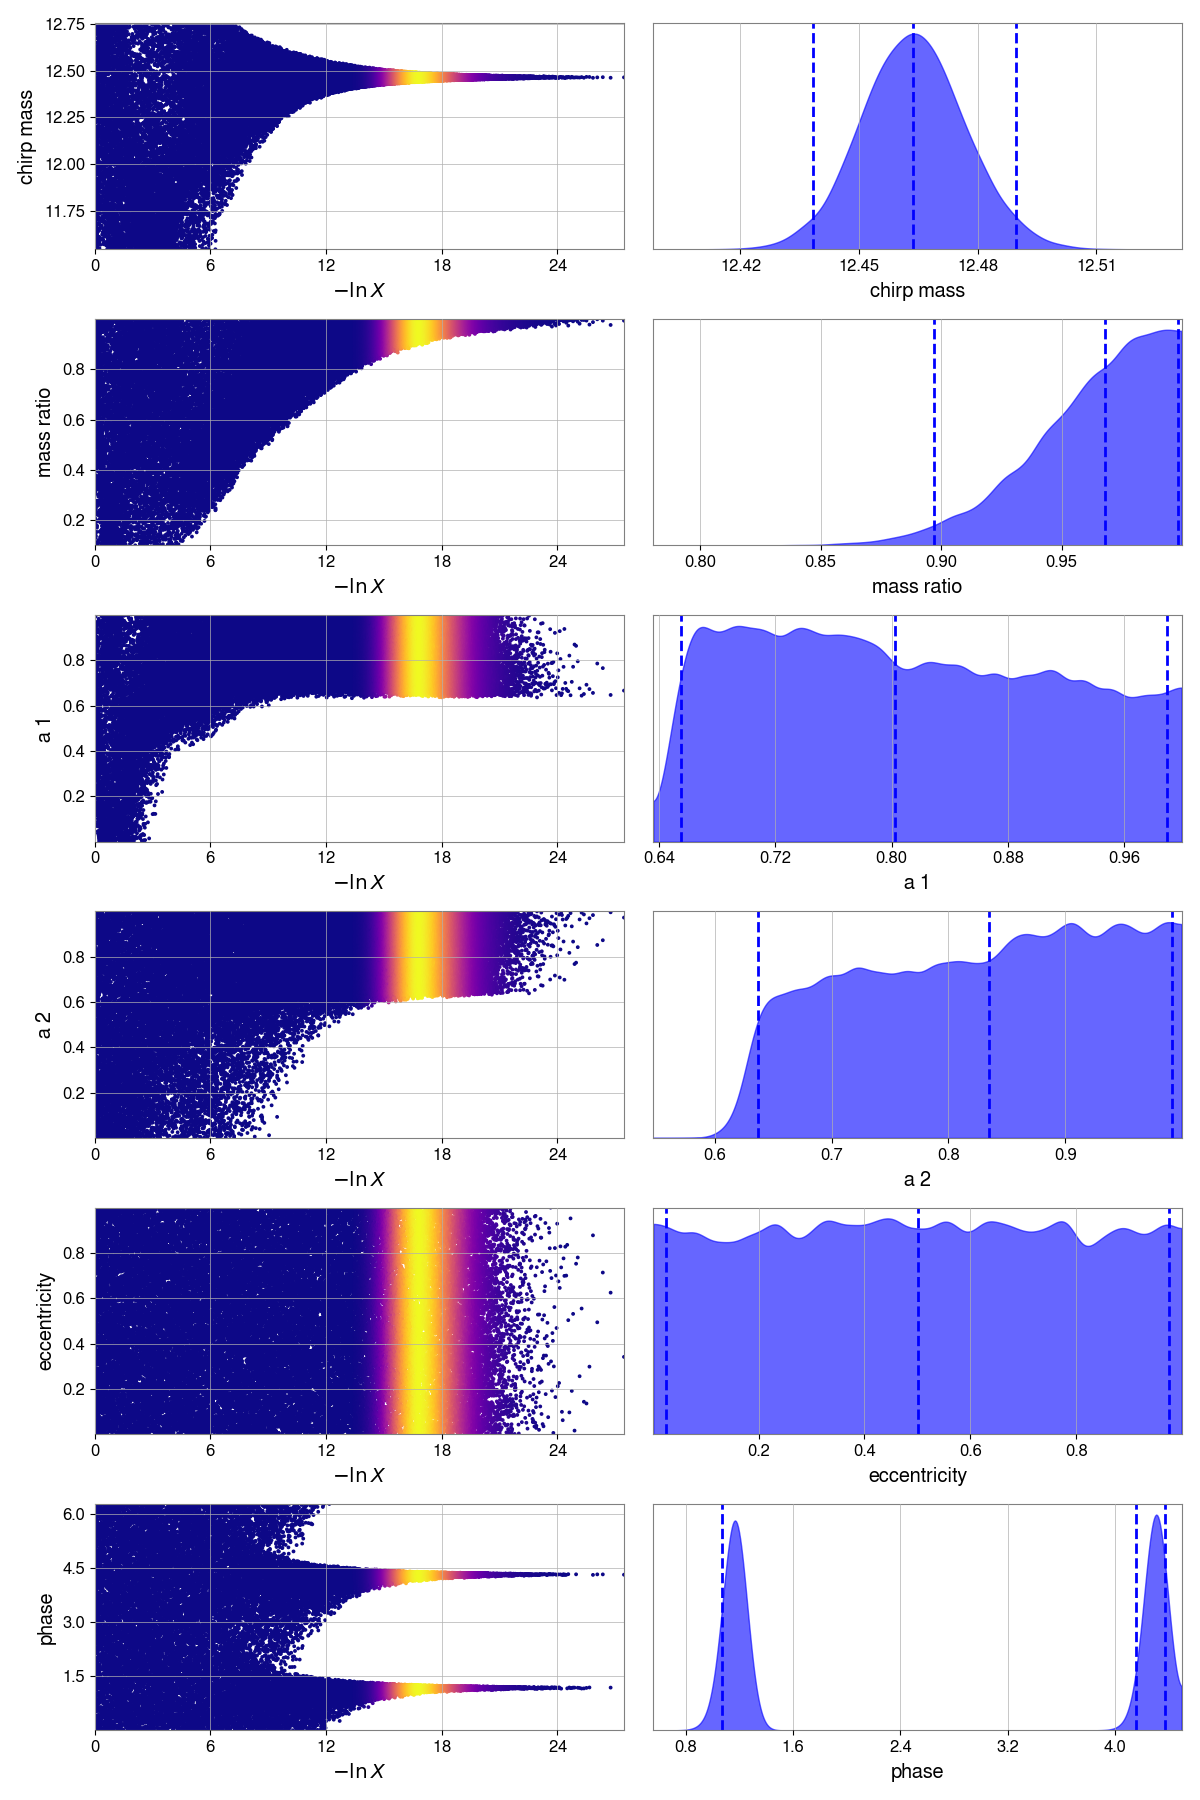 12.75
12.50
12.25
12.00
11.75
chirp mass
0 6 12 18 24
−ln X
12.42 12.45 12.48 12.51
chirp mass
0.8
0.6
0.4
0.2
mass ratio
0 6 12 18 24
−ln X
0.80 0.85 0.90 0.95
mass ratio
0.8
0.6
0.4
0.2
a 1
0 6 12 18 24
−ln X
0.64 0.72 0.80 0.88 0.96
a 1
0.8
0.6
0.4
0.2
a 2
0 6 12 18 24
−ln X
0.6 0.7 0.8 0.9
a 2
0.8
0.6
0.4
0.2
eccentricity
0 6 12 18 24
−ln X
0.2 0.4 0.6 0.8
eccentricity
6.0
4.5
3.0
1.5
phase
0 6 12 18 24
−ln X
0.8 1.6 2.4 3.2 4.0
phase